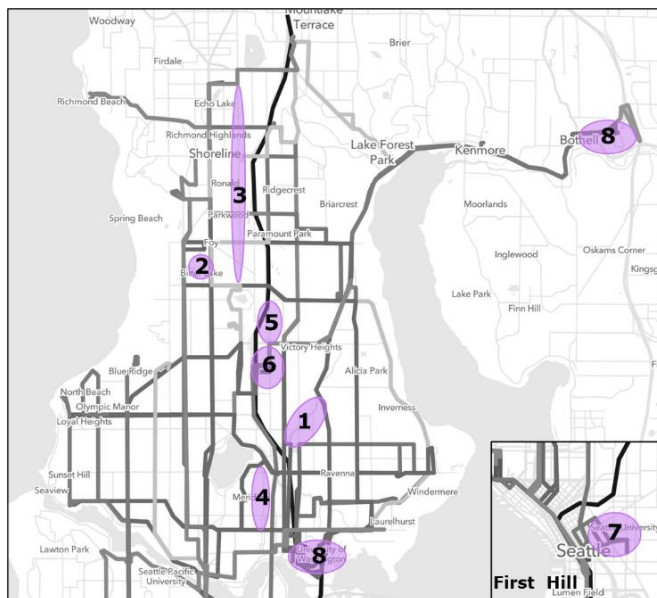 Woodway
Mountlake
Terrace
Brier
Firdale
Richmond Beach
Echo Lake
Richmond Highlands
Shoreline
Lake Forest
Park
Kenmore
Bothell
8
Ronald
3
Ridgecrest
Parkwood
Briarcrest
Moorlands
Spring Beach
Paramount Park
Foy
2
Inglewood
Oskams Corner
Lake Park
Finn Hill
5
Victory Heights
6
Blue Ridge
Alicia Park
North Beach
Olympic Manor
Loyal Heights
1
Inverness
Sunset Hill
Seaview
4
Ravenna
Windermere
Laurelhurst
Lawton Park
Seattle Pacific
University
8
University of
Washington
7
Seattle
First Hill
Lumen Field